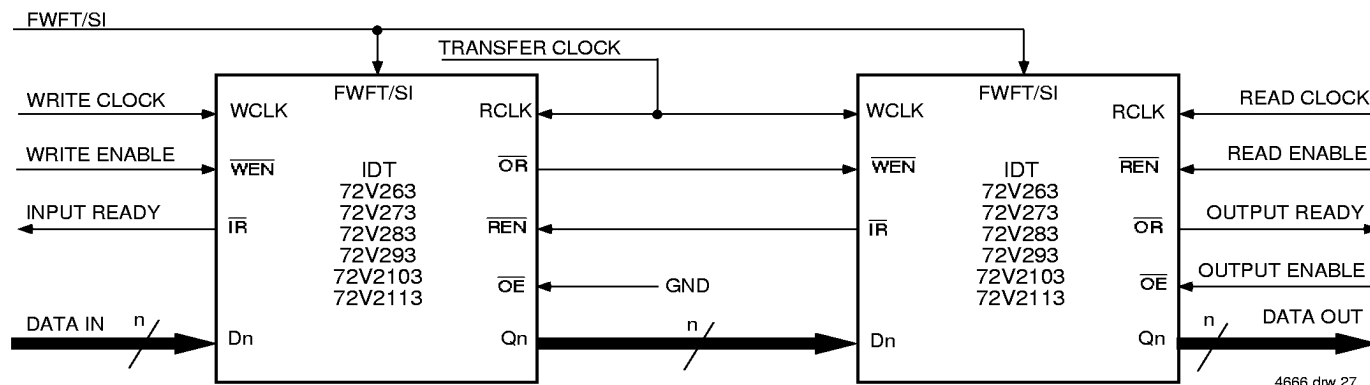 FWFT/SI
TRANSFER CLOCK
FWFT/SI
FWFT/SI
WRITE CLOCK
WCLK
RCLK
WCLK
RCLK
READ CLOCK
WRITE ENABLE
WEN
IDT
OR
WEN
IDT
REN
READ ENABLE
72V263
72V273
72V283
72V293
72V2103
72V2113
72V263
72V273
72V283
72V293
72V2103
72V2113
INPUT READY
IR
REN
IR
OR
OUTPUT READY
OE
GND
OE
OUTPUT ENABLE
DATA IN
n
Dn
Qn
n
Dn
Qn
n
DATA OUT
4666 drw 27